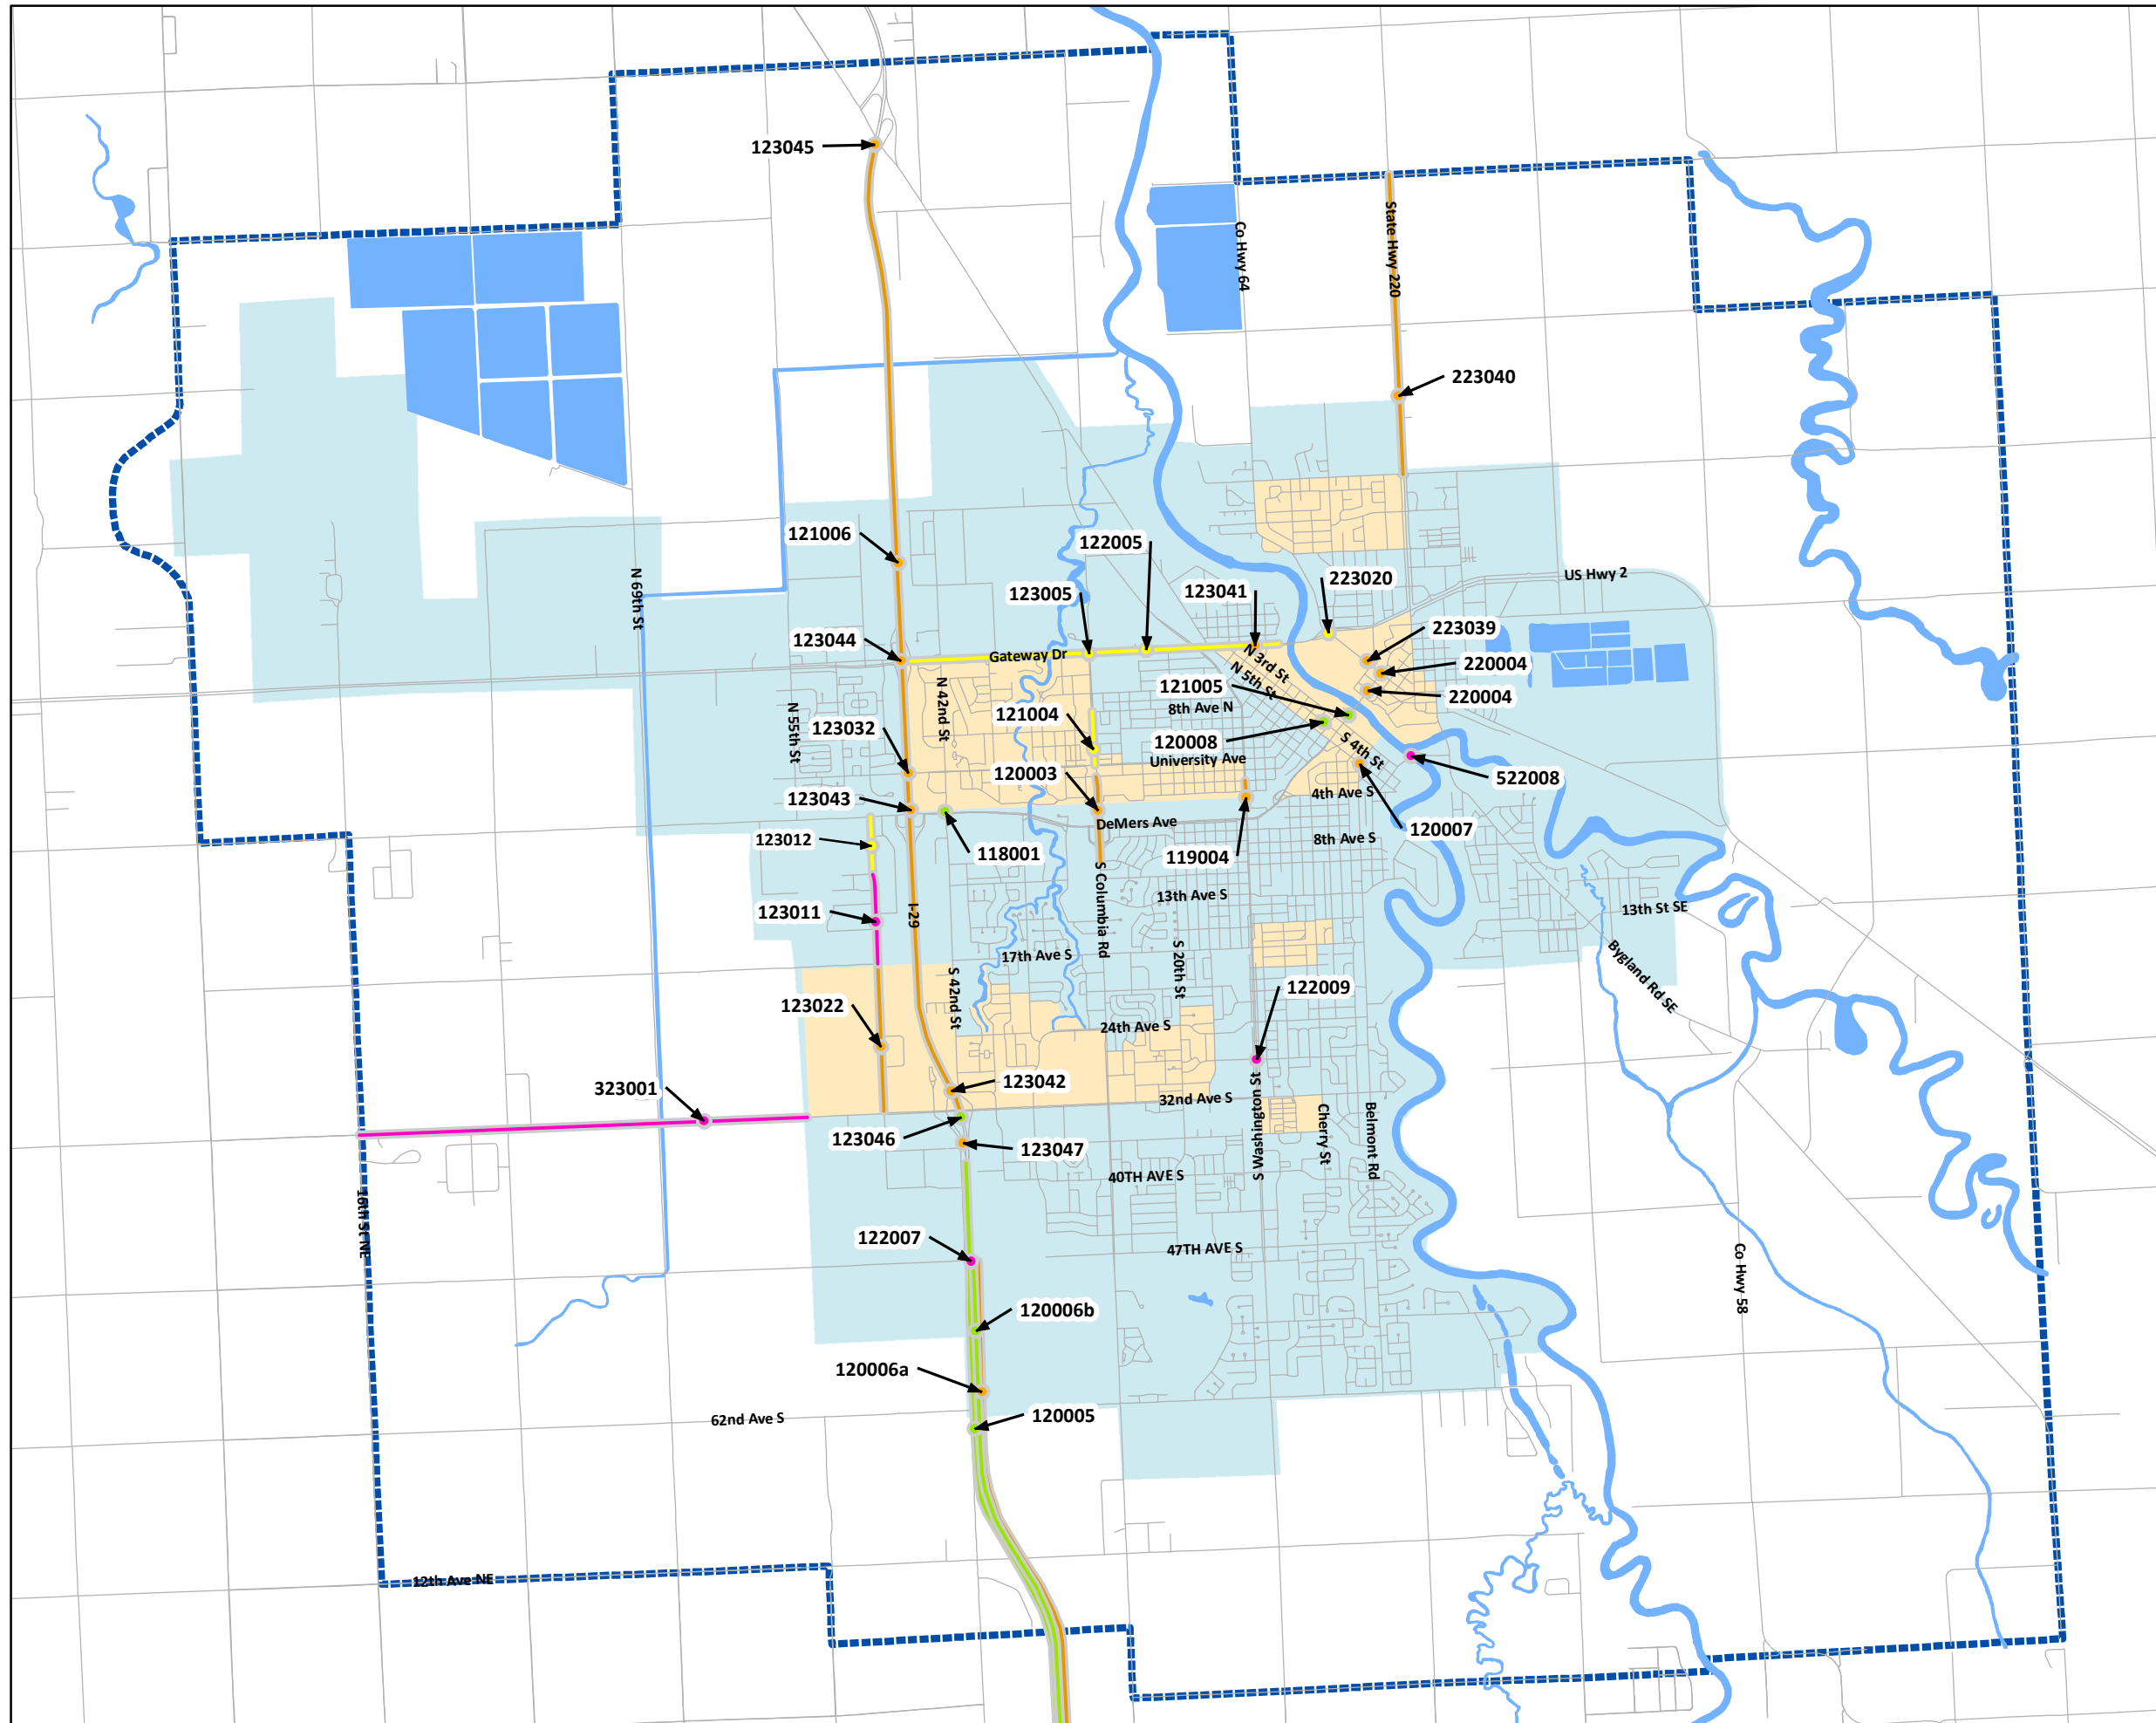 123045
Co Hwy 64
State Hwy 220
223040
121006
122005
US Hwy 2
N 69th St
123005
123041
223020
123044
Gateway Dr
N 3rd St
223039
N 5th St
220004
N 42nd St
121005
220004
N 55th St
121004
8th Ave N
123032
120008
S 4th St
University Ave
120003
522008
123043
4th Ave S
DeMers Ave
120007
123012
118001
119004
8th Ave S
I-29
S Columbia Rd
13th Ave S
123011
13th St SE
17th Ave S
S 20th St
Bygland Rd SE
S 42nd St
122009
123022
24th Ave S
323001
123042
32nd Ave S
S Washington St
Cherry St
Belmont Rd
123046
123047
40TH AVE S
16th St NE
122007
47TH AVE S
Co Hwy 58
120006b
120006a
62nd Ave S
120005
12th Ave NE